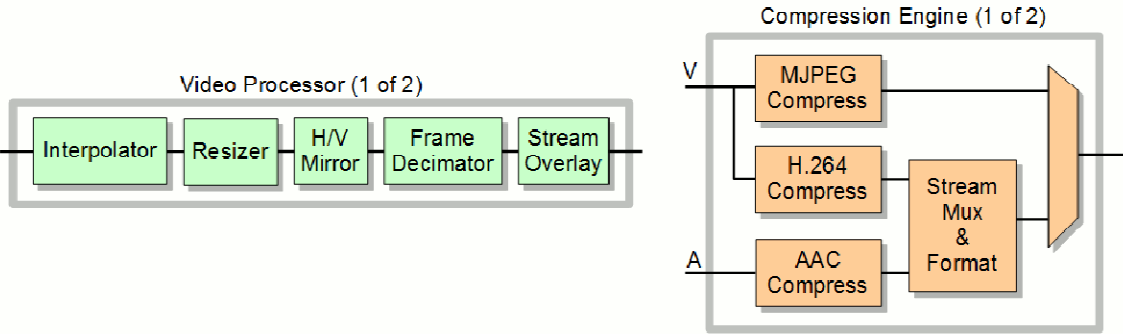 Video Processor (1 of 2)
Interpolator
Resizer
H/V
Mirror
Frame
Decimator
Stream
Overlay
Compression Engine (1 of 2)
V
MJPEG
Compress
H.264
Compress
A
AAC
Compress
Stream
Mux
&
Format